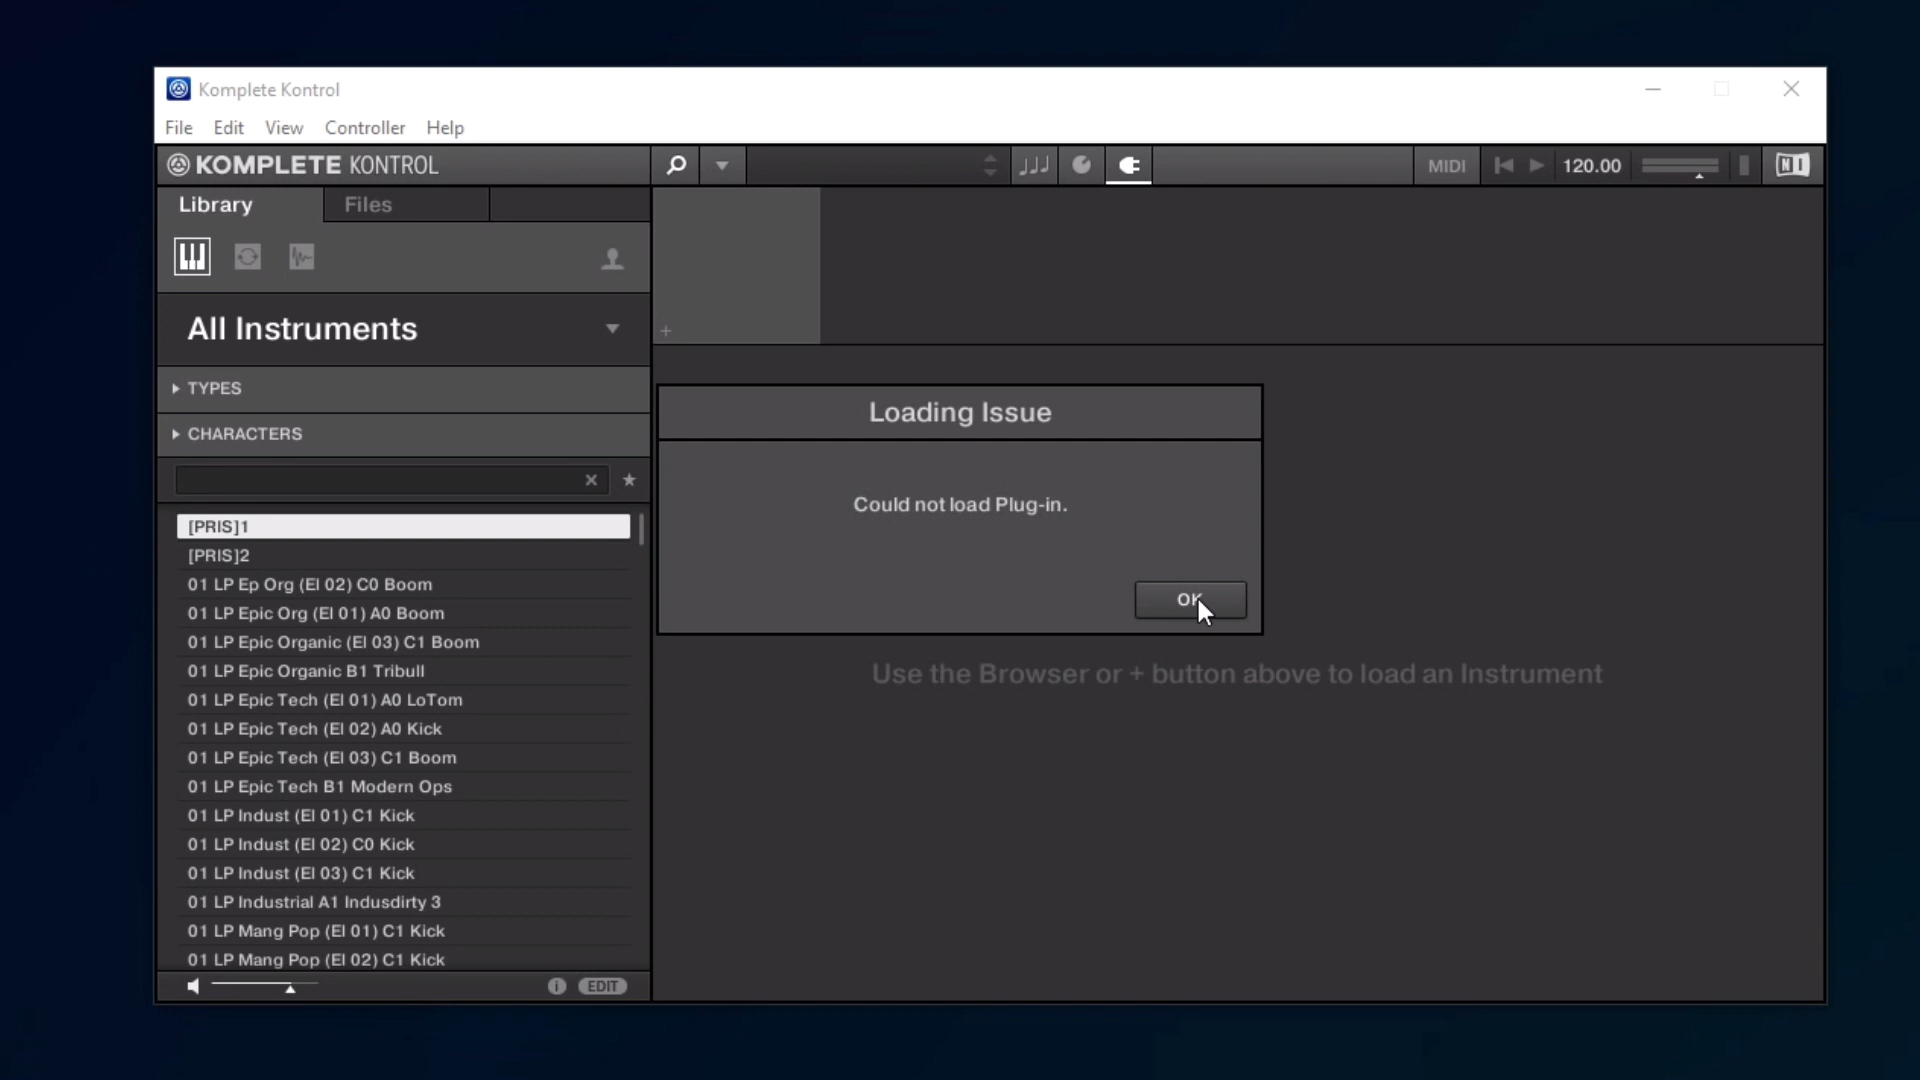 Komplete Kontrol
File Edit View Controller Help
KOMPLETE KONTROL
MIDI
120.00
NI
Library
Files
All Instruments
+
TYPES
CHARACTERS
Loading Issue
Could not load Plug-in.
OK
Use the Browser or + button above to load an Instrument
[PRIS]1
[PRIS]2
01 LP Ep Org (El 02) C0 Boom
01 LP Epic Org (El 01) A0 Boom
01 LP Epic Organic (El 03) C1 Boom
01 LP Epic Organic B1 Tribull
01 LP Epic Tech (El 01) A0 LoTom
01 LP Epic Tech (El 02) A0 Kick
01 LP Epic Tech (El 03) C1 Boom
01 LP Epic Tech B1 Modern Ops
01 LP Indust (El 01) C1 Kick
01 LP Indust (El 02) C0 Kick
01 LP Indust (El 03) C1 Kick
01 LP Industrial A1 Indusdirty 3
01 LP Mang Pop (El 01) C1 Kick
01 LP Mang Pop (El 02) C1 Kick
i EDIT